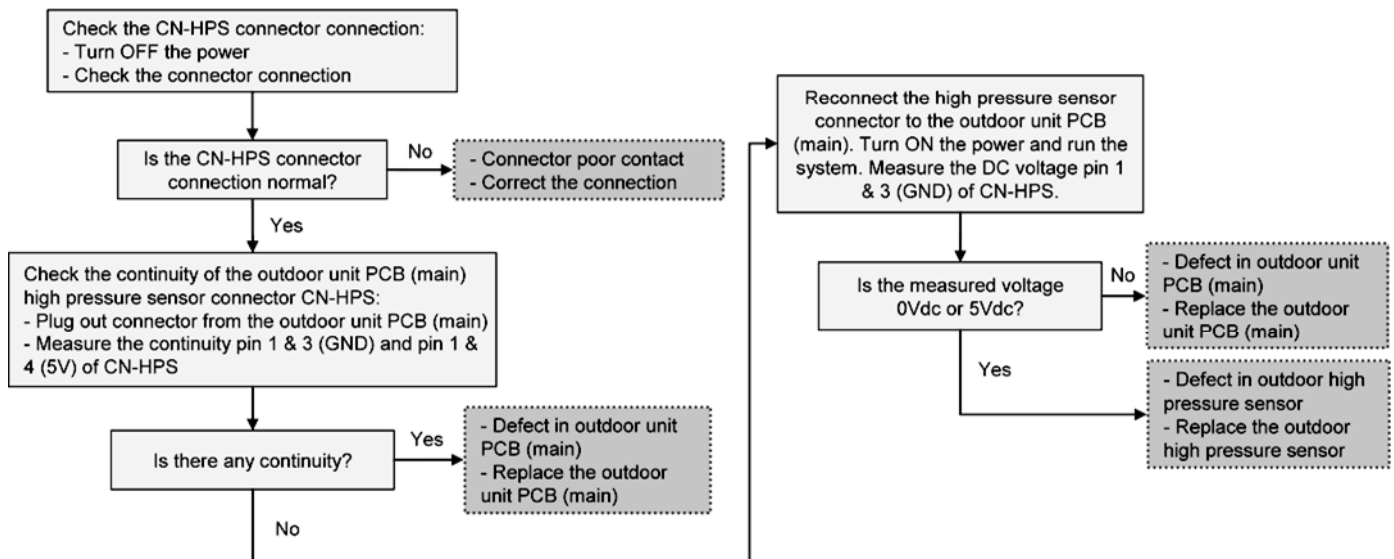 Check the CN-HPS connector connection:
- Turn OFF the power
- Check the connector connection
Is the CN-HPS connector
connection normal?
No
- Connector poor contact
- Correct the connection
Yes
Check the continuity of the outdoor unit PCB (main)
high pressure sensor connector CN-HPS:
- Plug out connector from the outdoor unit PCB (main)
- Measure the continuity pin 1 & 3 (GND) and pin 1 &
4 (5V) of CN-HPS
Is there any continuity?
Yes
- Defect in outdoor unit
PCB (main)
- Replace the outdoor
unit PCB (main)
No
Reconnect the high pressure sensor
connector to the outdoor unit PCB
(main). Turn ON the power and run the
system. Measure the DC voltage pin 1
& 3 (GND) of CN-HPS.
Is the measured voltage
0Vdc or 5Vdc?
No
- Defect in outdoor unit
PCB (main)
- Replace the outdoor
unit PCB (main)
Yes
- Defect in outdoor high
pressure sensor
- Replace the outdoor
high pressure sensor